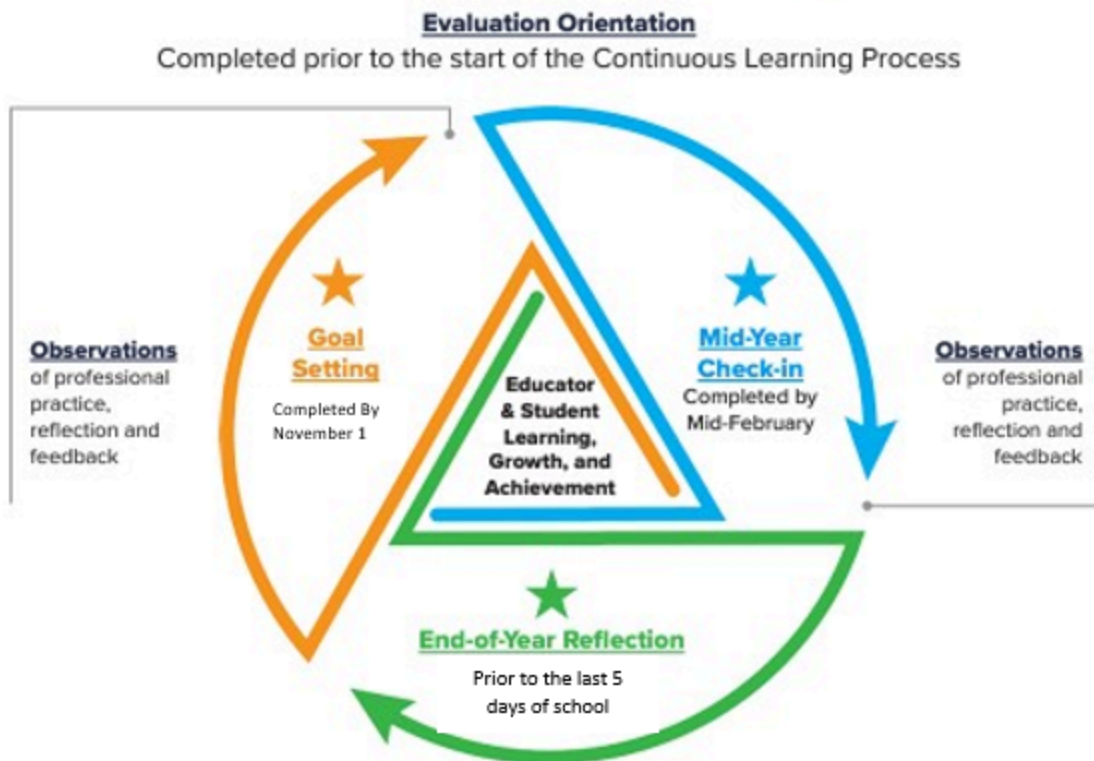 Evaluation Orientation
Completed prior to the start of the Continuous Learning Process
Observations
of professional
practice,
reflection and
feedback
Goal
Setting
Completed By
November 1
Educator
& Student
Learning,
Growth, and
Achievement
Mid-Year
Check-in
Completed by
Mid-February
Observations
of professional
practice,
reflection and
feedback
End-of-Year Reflection
Prior to the last 5
days of school